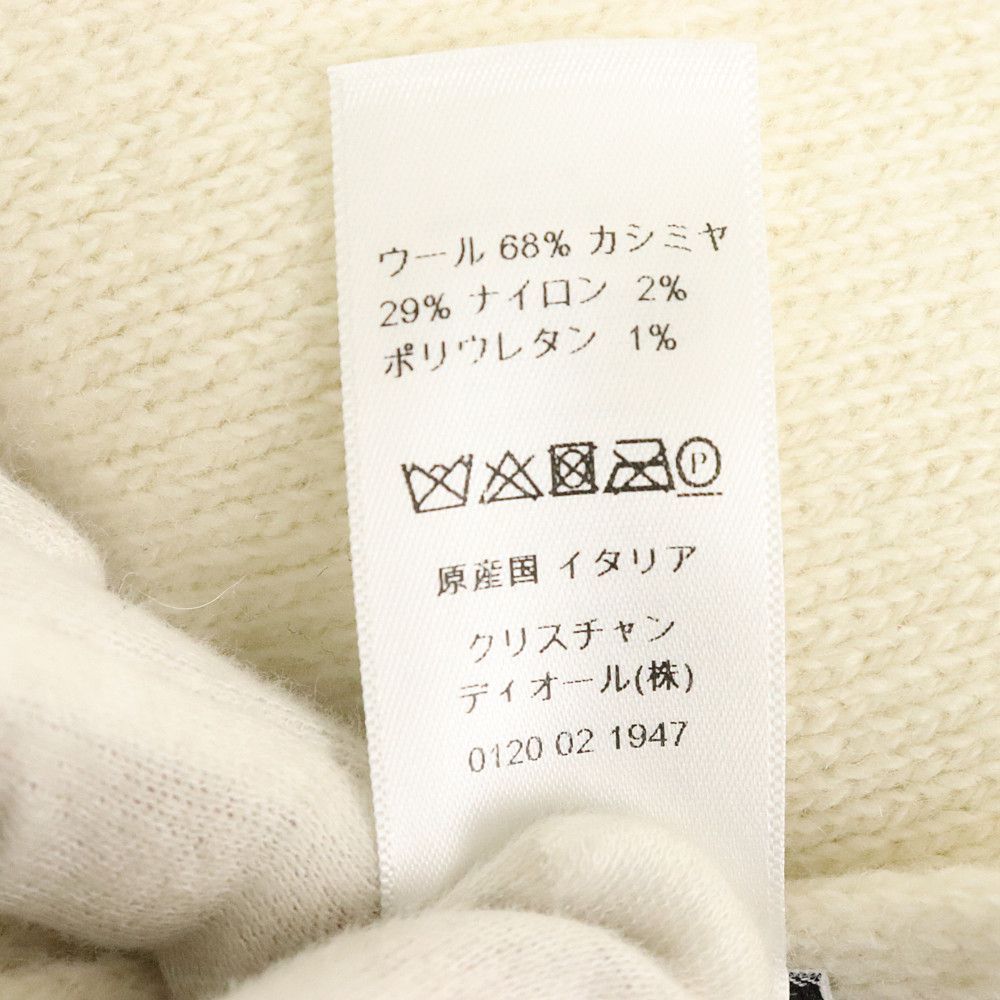 ウール 68% カシミヤ
29% ナイロン 2%
ポリウレタン 1%
P
原産国 イタリア
クリスチャン
ディオール(株)
0120 02 1947